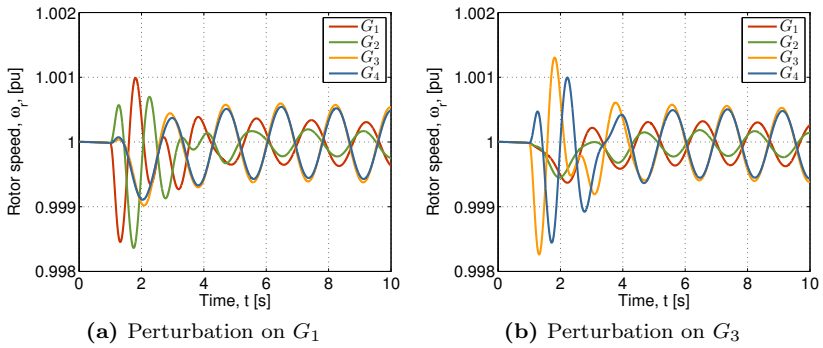 1.002
1.001
1
0.999
0.998
0
2
4
6
8
10
Rotor speed, ω_r, [pu]
Time, t [s]
G_1
G_2
G_3
G_4
(a) Perturbation on G_1
1.002
1.001
1
0.999
0.998
0
2
4
6
8
10
Rotor speed, ω_r, [pu]
Time, t [s]
G_1
G_2
G_3
G_4
(b) Perturbation on G_3